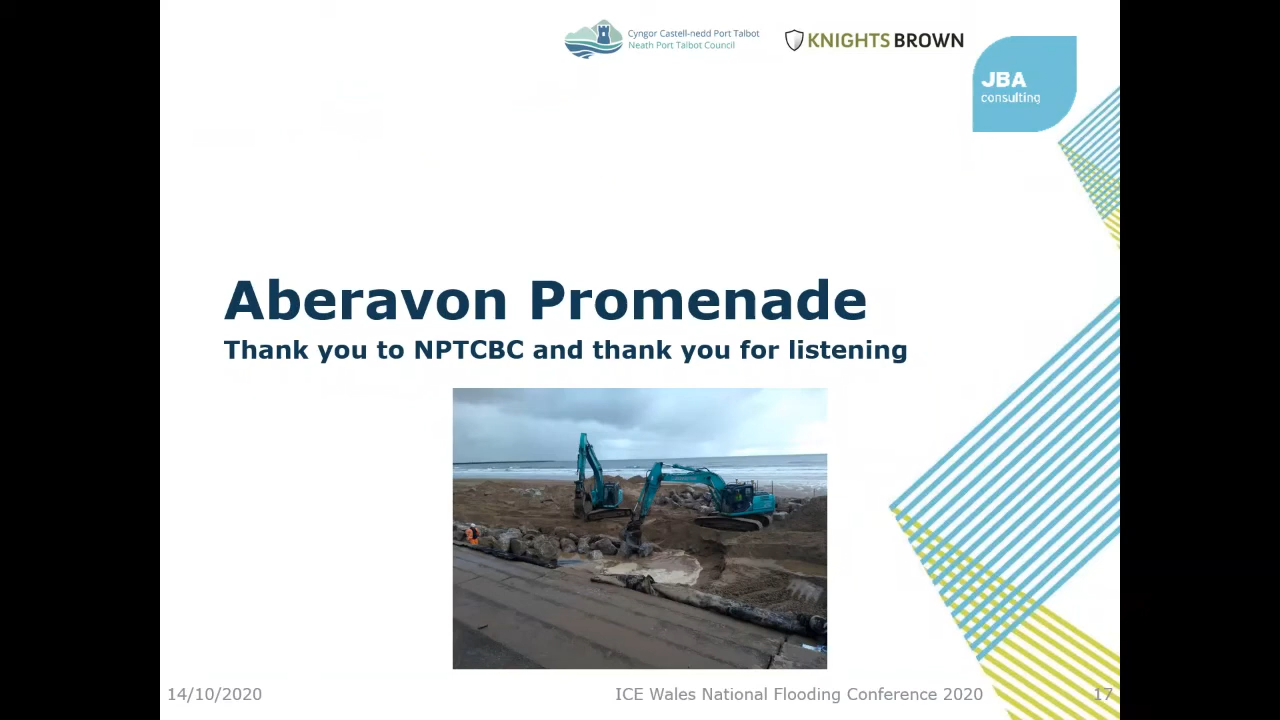 Cyngor Castell-nedd Port Talbot
Neath Port Talbot Council
KNIGHTS BROWN
JBA
consulting
Aberavon Promenade
Thank you to NPTCBC and thank you for listening
14/10/2020
ICE Wales National Flooding Conference 2020
17